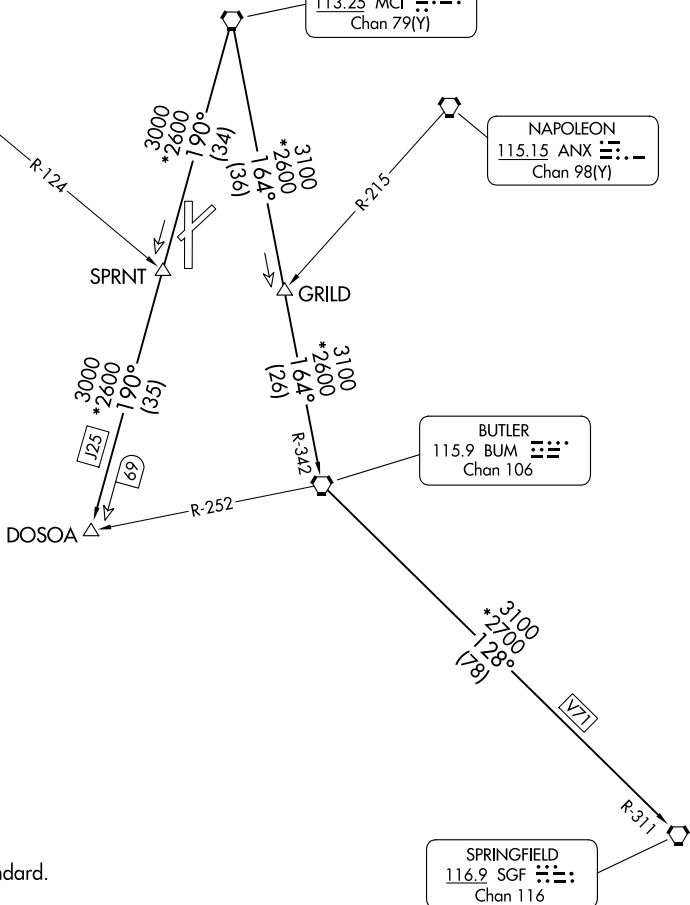 113.25 MCI
Chan 79(Y)
NAPOLEON
115.15 ANX
Chan 98(Y)
3000
*2600
190°
(34)
3100
*2600
164°
(36)
R-124
R-215
SPRNT
GRILD
3000
*2600
190°
(35)
3100
*2600
164°
(26)
J25
69
R-342
BUTLER
115.9 BUM
Chan 106
R-252
DOSOA
3100
*2700
128°
(78)
V71
R-311
SPRINGFIELD
116.9 SGF
Chan 116